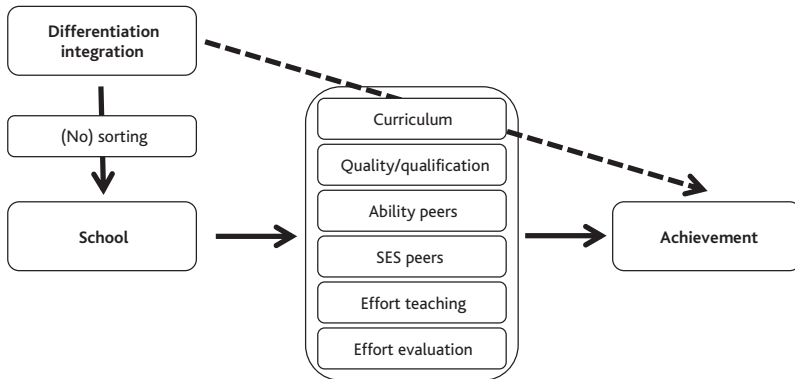 Differentiation
integration
(No) sorting
School
Curriculum
Quality/qualification
Ability peers
SES peers
Effort teaching
Effort evaluation
Achievement